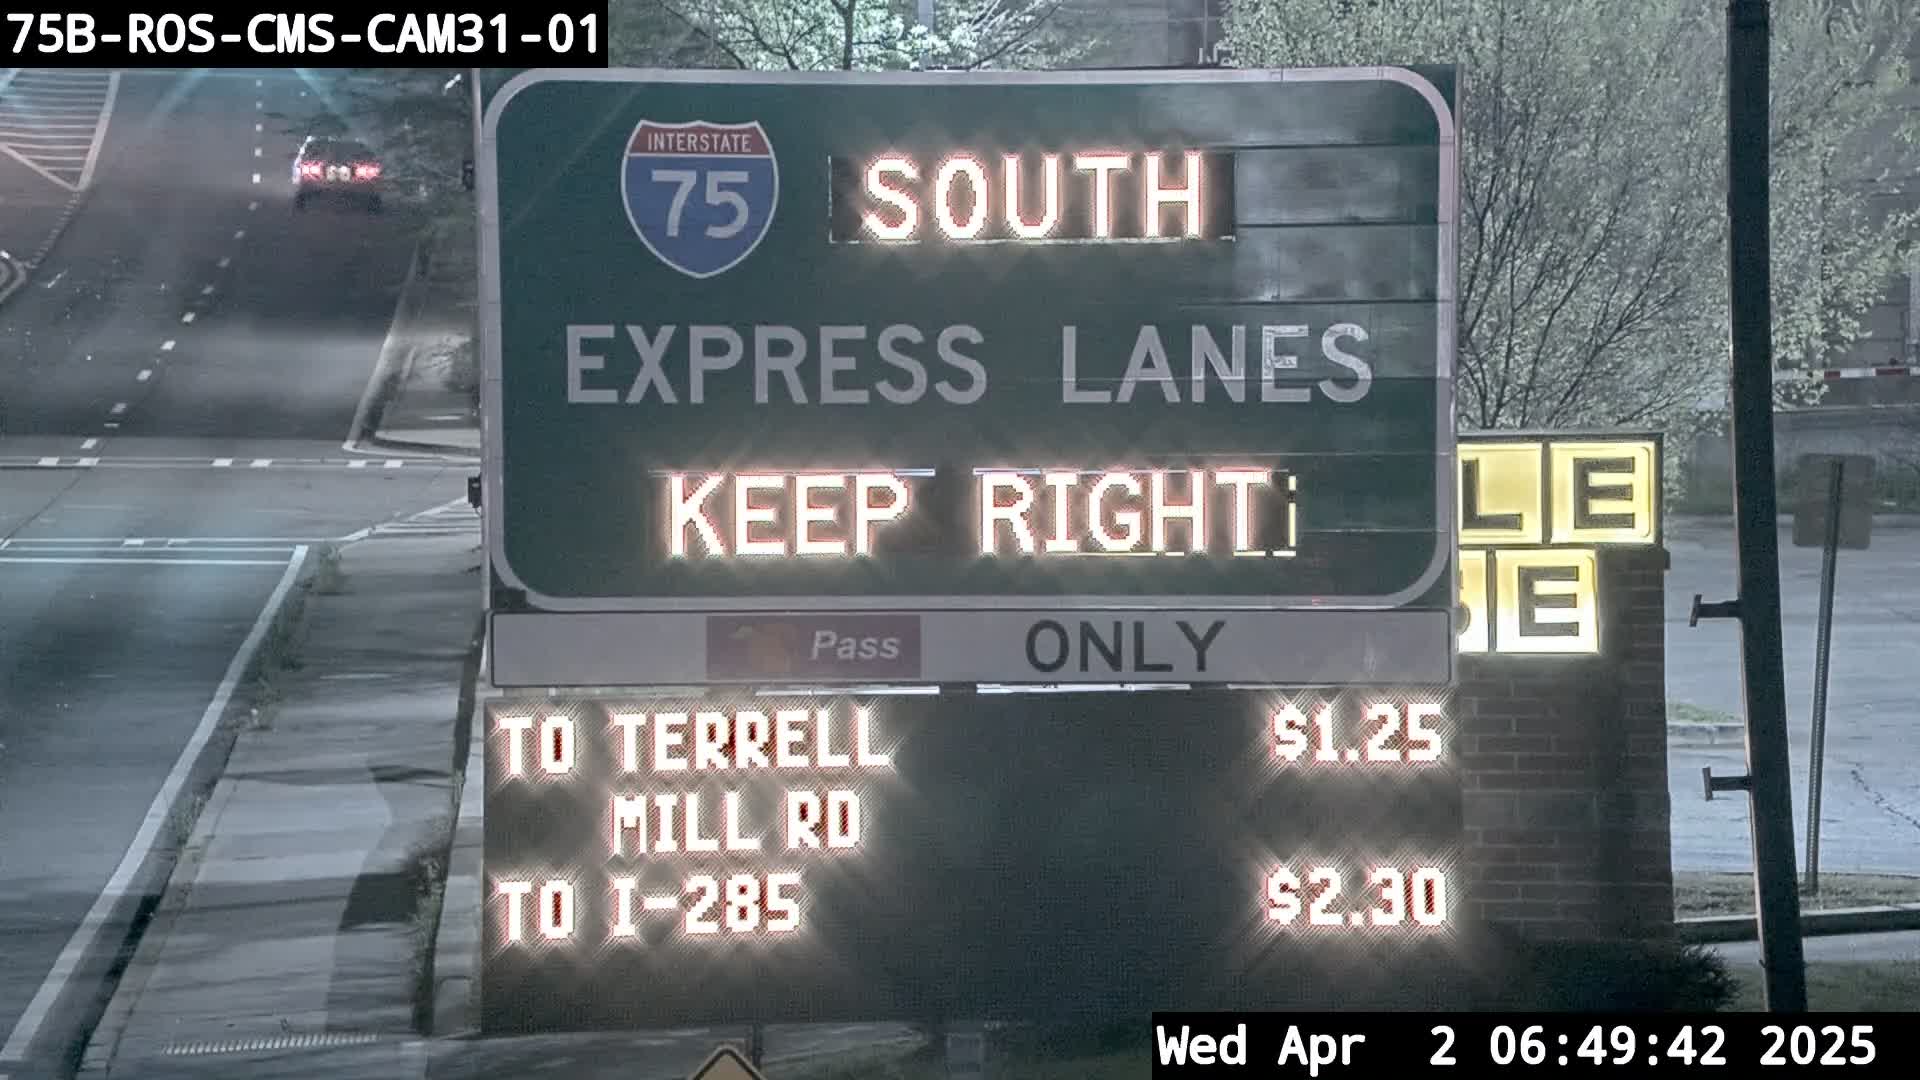 75B-ROS-CMS-CAM31-01
INTERSTATE
75
SOUTH
EXPRESS LANES
KEEP RIGHT
Pass ONLY
TO TERRELL $1.25
MILL RD
TO I-285 $2.30
LE
E
Wed Apr 2 06:49:42 2025